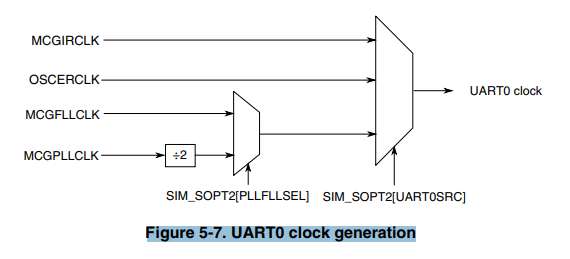 MCGIRCLK
OSCERCLK
UART0 clock
MCGFLLCLK
MCGPLLCLK
÷2
SIM_SOPT2[PLLFLLSEL]
SIM_SOPT2[UART0SRC]
Figure 5-7. UART0 clock generation